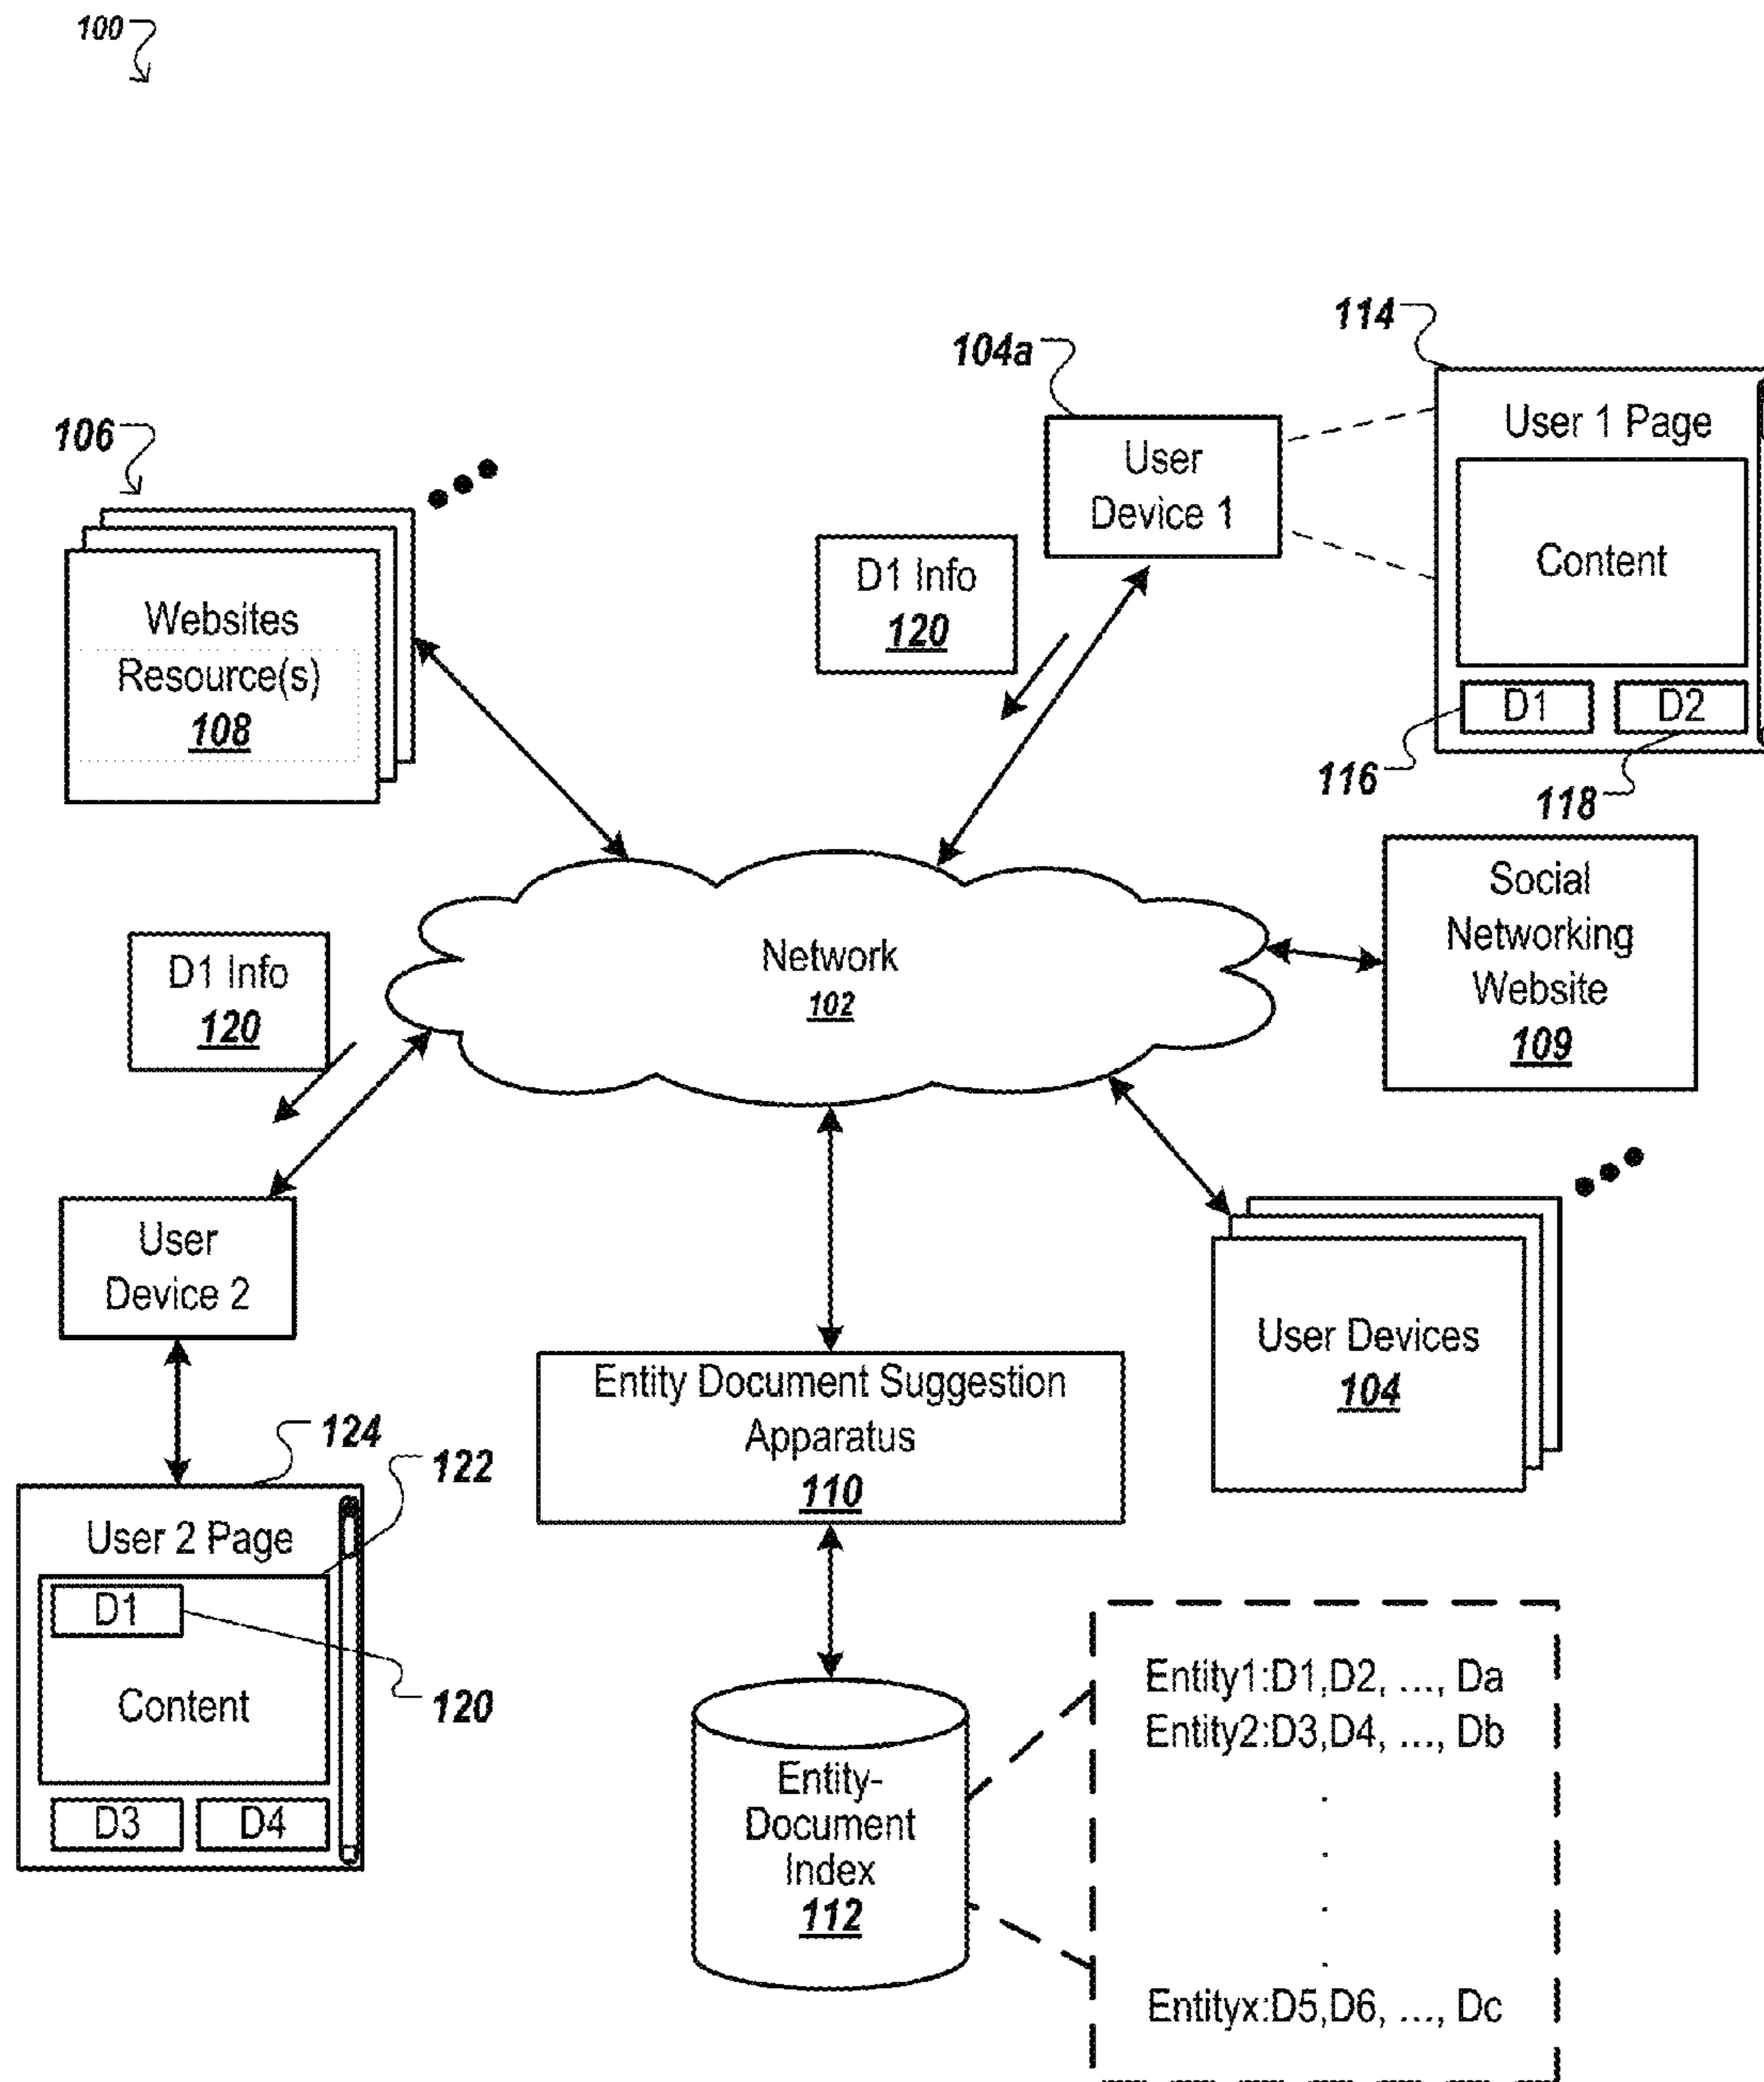 100
114
104a
User 1 Page
106
User
Device 1
Content
D1 Info
120
Websites
Resource(s)
108
D1
D2
116
118
Social
Networking
Website
109
Network
102
D1 Info
120
User
Device 2
User Devices
104
Entity Document Suggestion
Apparatus
110
124
122
User 2 Page
D1
Content
120
D3
D4
Entity-
Document
Index
112
Entity1:D1,D2, ..., Da
Entity2:D3,D4, ..., Db
.
.
.
.
Entityx:D5,D6, ..., Dc